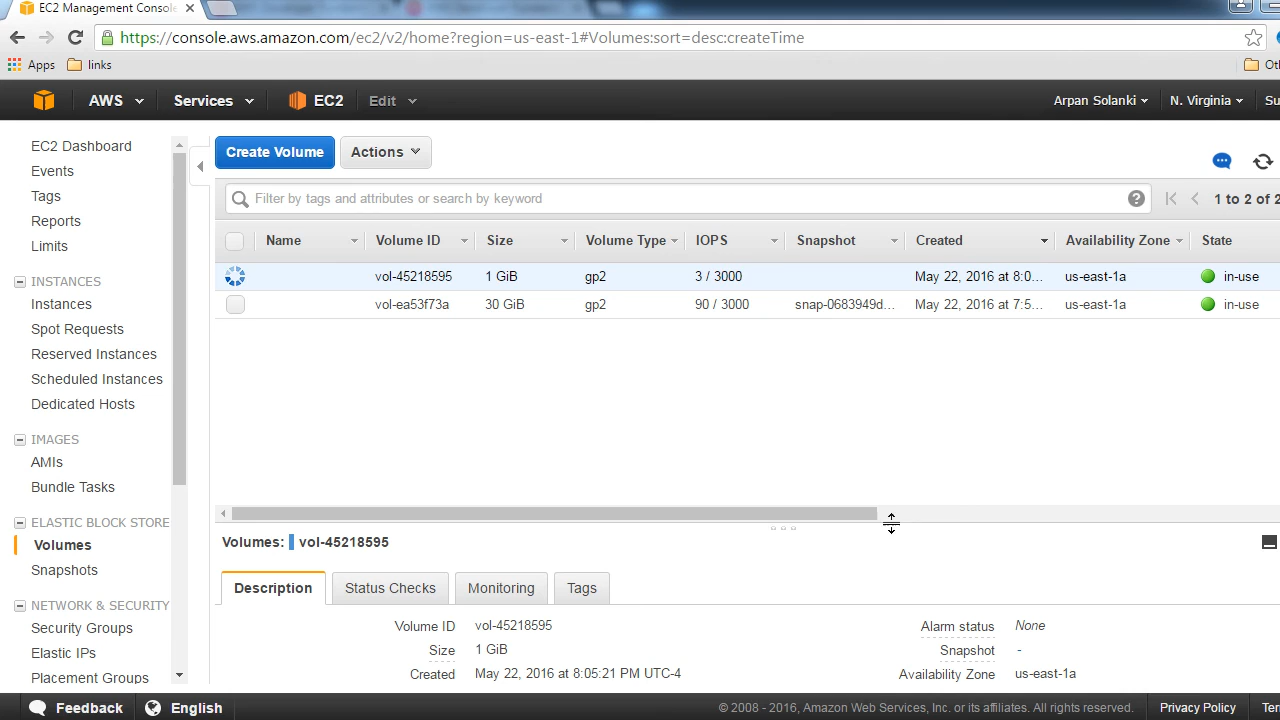 EC2 Management Conso
https://console.aws.amazon.com/ec2/v2/home?region=us-east-1#Volumes:sort=desc:createTime
Apps links Ot
AWS Services EC2 Edit Arpan Solanki N. Virginia Su
EC2 Dashboard
Events
Tags
Reports
Limits
INSTANCES
Instances
Spot Requests
Reserved Instances
Scheduled Instances
Dedicated Hosts
IMAGES
AMIs
Bundle Tasks
ELASTIC BLOCK STORE
Volumes
Snapshots
NETWORK & SECURITY
Security Groups
Elastic IPs
Placement Groups
Create Volume Actions
Filter by tags and attributes or search by keyword ? 1 to 2 of 2
Name Volume ID Size Volume Type IOPS Snapshot Created Availability Zone State
vol-45218595 1 GiB gp2 3 / 3000 May 22, 2016 at 8:0... us-east-1a in-use
vol-ea53f73a 30 GiB gp2 90 / 3000 snap-0683949d... May 22, 2016 at 7:5... us-east-1a in-use
Volumes: vol-45218595
Description Status Checks Monitoring Tags
Volume ID vol-45218595 Alarm status None
Size 1 GiB Snapshot -
Created May 22, 2016 at 8:05:21 PM UTC-4 Availability Zone us-east-1a
Feedback English © 2008 - 2016, Amazon Web Services, Inc. or its affiliates. All rights reserved. Privacy Policy Ter